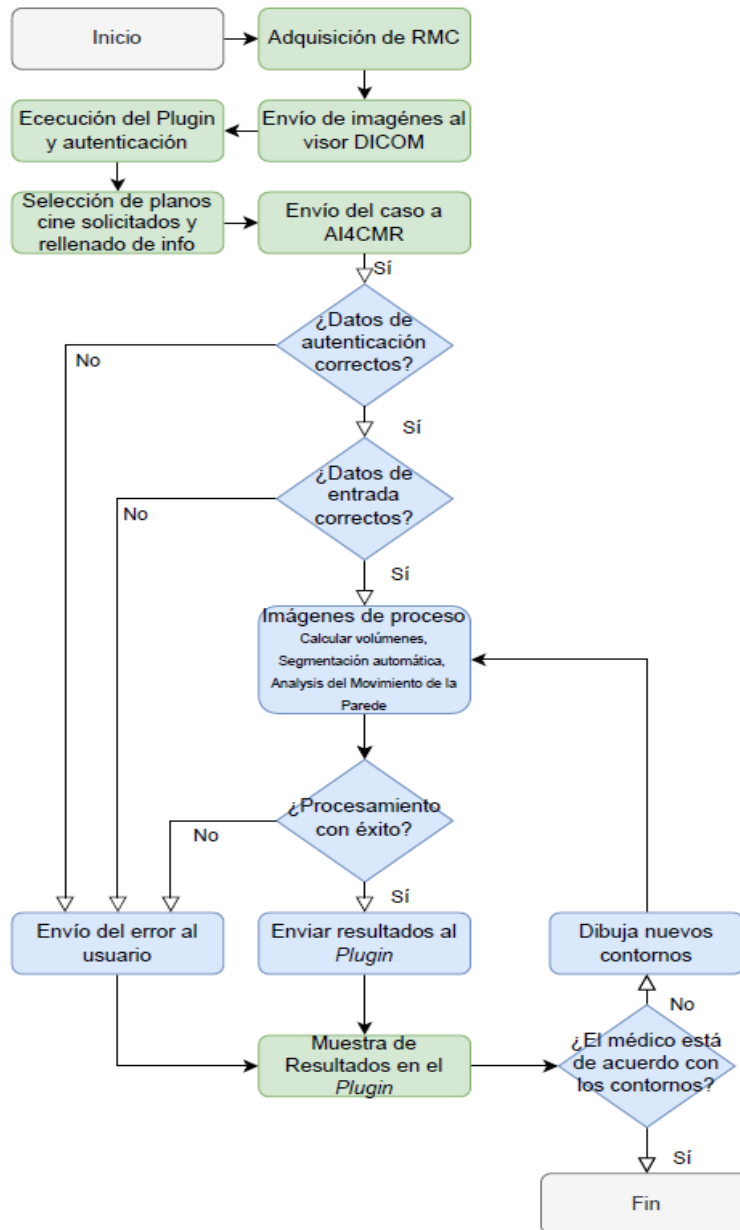 Inicio
Adquisición de RMC
Ececución del Plugin
y autenticación
Envío de imagénes al
visor DICOM
Selección de planos
cine solicitados y
rellenado de info
Envío del caso a
AI4CMR
Sí
¿Datos de
autenticación
correctos?
No
Sí
¿Datos de
entrada
correctos?
No
Sí
Imágenes de proceso
Calcular volúmenes,
Segmentación automática,
Analysis del Movimiento de la
Parede
¿Procesamiento
con éxito?
No
Sí
Envío del error al
usuario
Enviar resultados al
Plugin
Dibuja nuevos
contornos
No
Muestra de
Resultados en el
Plugin
¿El médico está
de acuerdo con
los contornos?
Sí
Fin